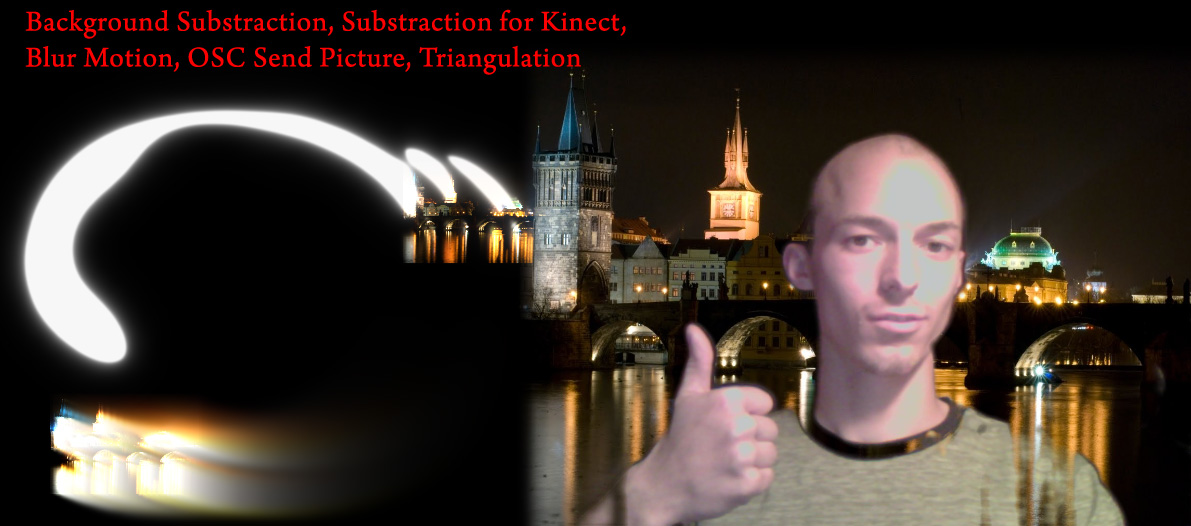 Background Substraction, Substraction for Kinect,
Blur Motion, OSC Send Picture, Triangulation